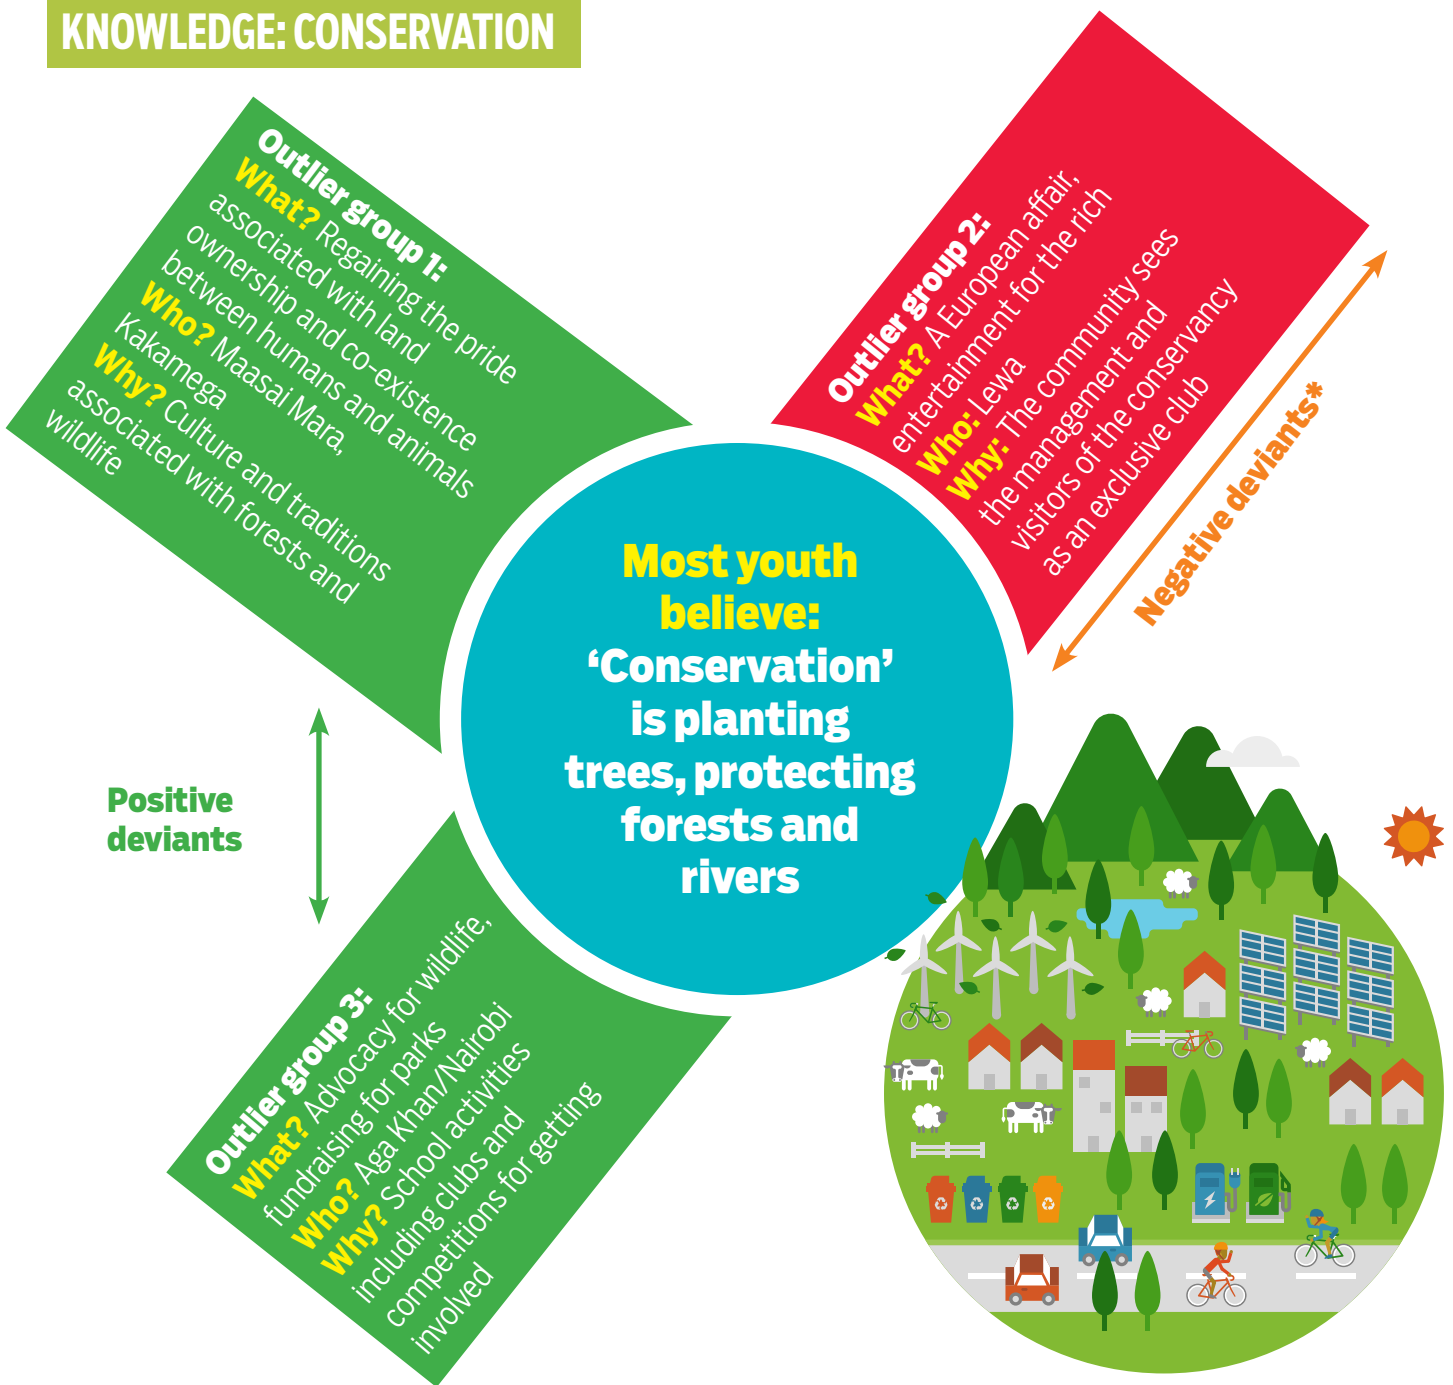 KNOWLEDGE: CONSERVATION
Outlier group 1:
What? Regaining the pride
associated with land
ownership and co-existence
between humans and animals
Who? Maasai Mara,
Kakamega
Why? Culture and traditions
associated with forests and
wildlife
Outlier group 2:
What? A European affair,
entertainment for the rich
Who: Lewa
Why: The community sees
the management and
visitors of the conservancy
as an exclusive club
Negative deviants*
Most youth
believe:
‘Conservation’
is planting
trees, protecting
forests and
rivers
Positive
deviants
Outlier group 3:
What? Advocacy for wildlife,
fundraising for parks
Who? Aga Khan/Nairobi
Why? School activities
including clubs and
competitions for getting
involved